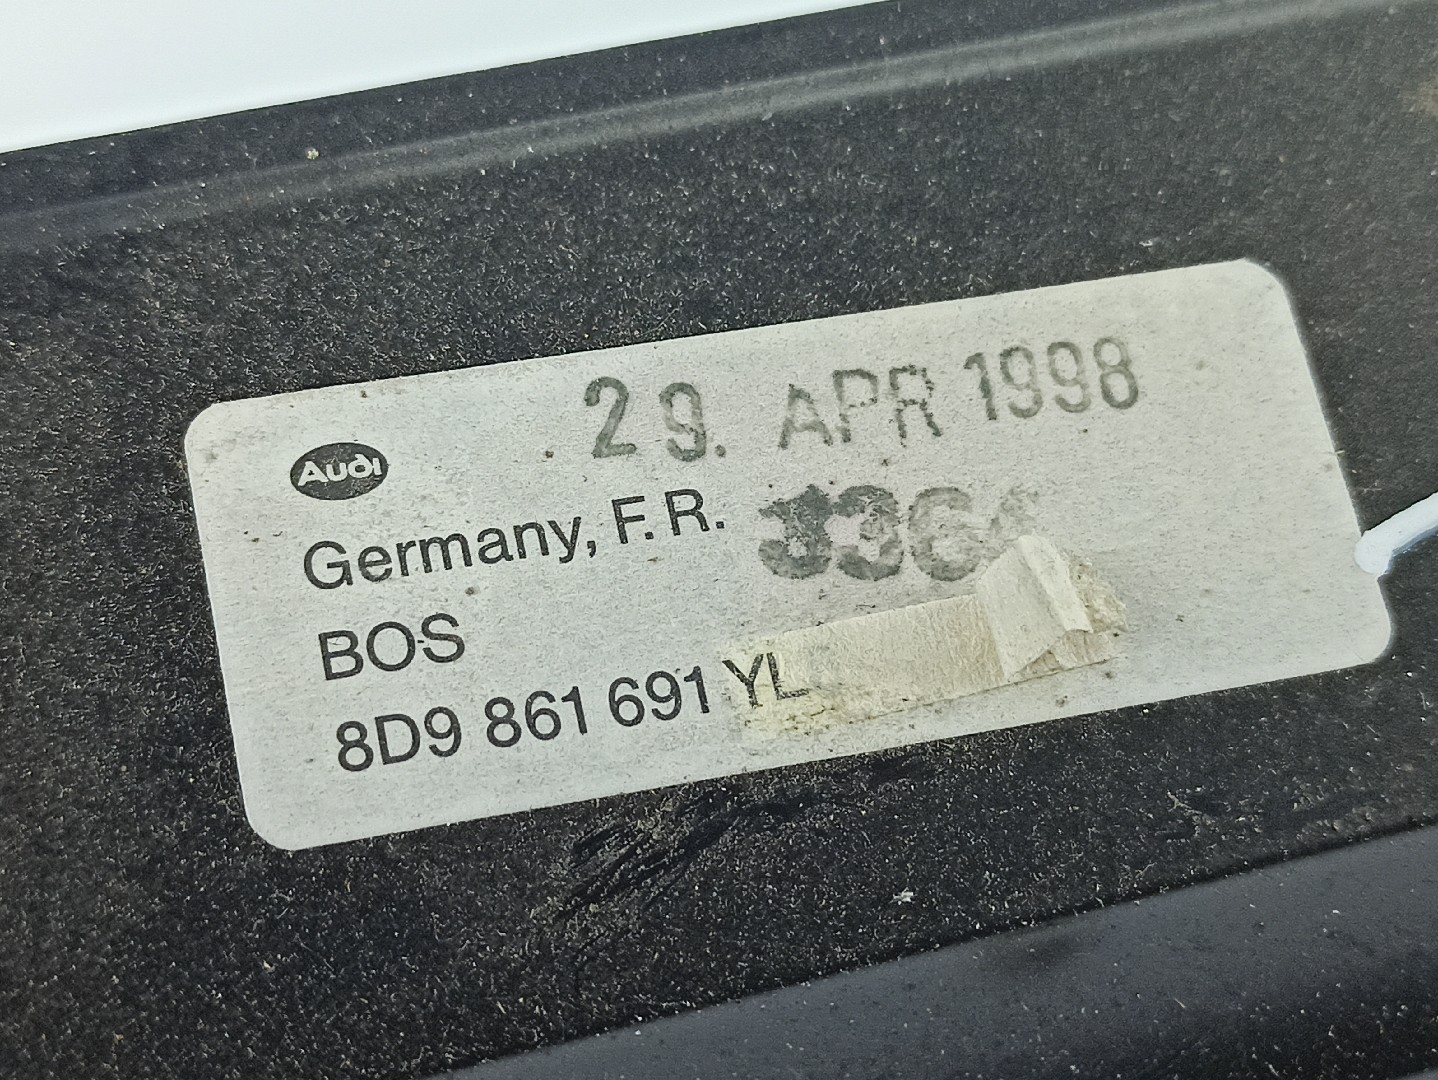 29. APR 1998
Audi
Germany, F.R.
BOS
8D9 861 691 YL